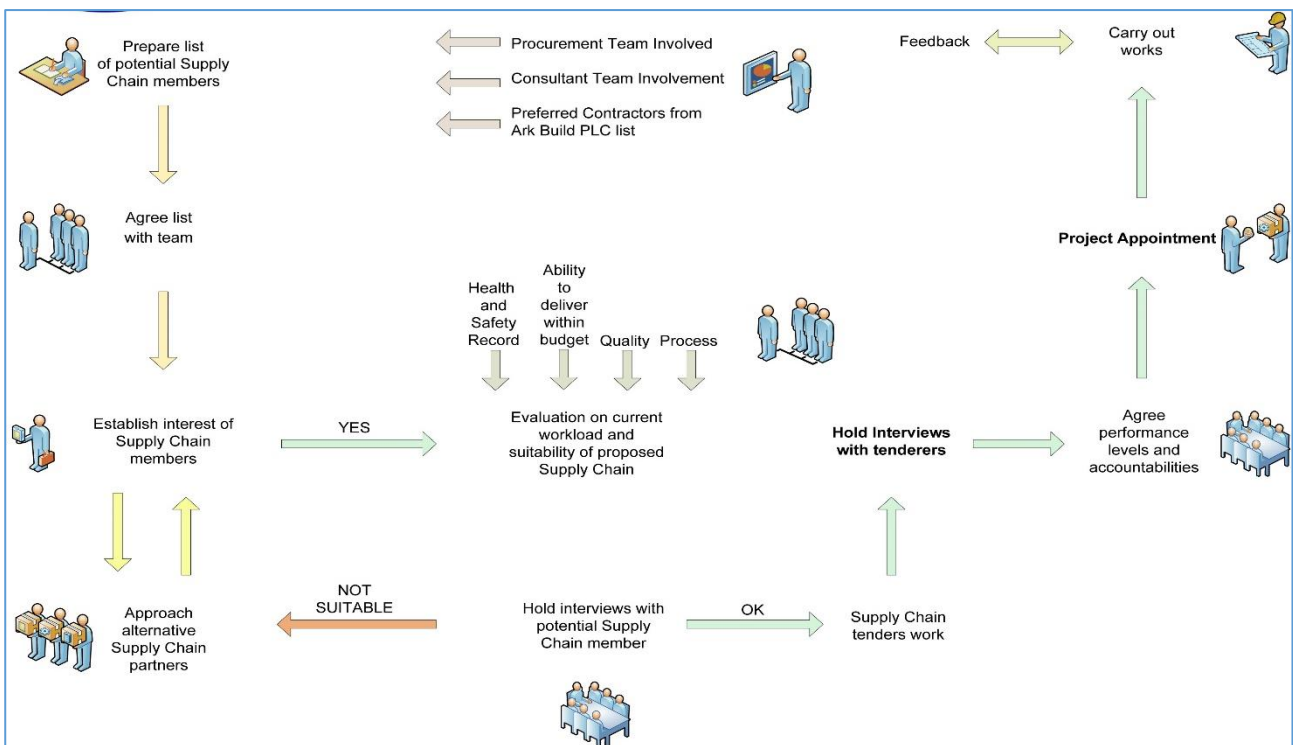 Prepare list
of potential Supply
Chain members
Procurement Team Involved
Consultant Team Involvement
Preferred Contractors from
Ark Build PLC list
Feedback
Carry out
works
Agree list
with team
Project Appointment
Health
and
Safety
Record
Ability
to
deliver
within
budget
Quality
Process
Establish interest of
Supply Chain
members
YES
Evaluation on current
workload and
suitability of proposed
Supply Chain
Hold Interviews
with tenderers
Agree
performance
levels and
accountabilities
Approach
alternative
Supply Chain
partners
NOT
SUITABLE
Hold interviews with
potential Supply
Chain member
OK
Supply Chain
tenders work